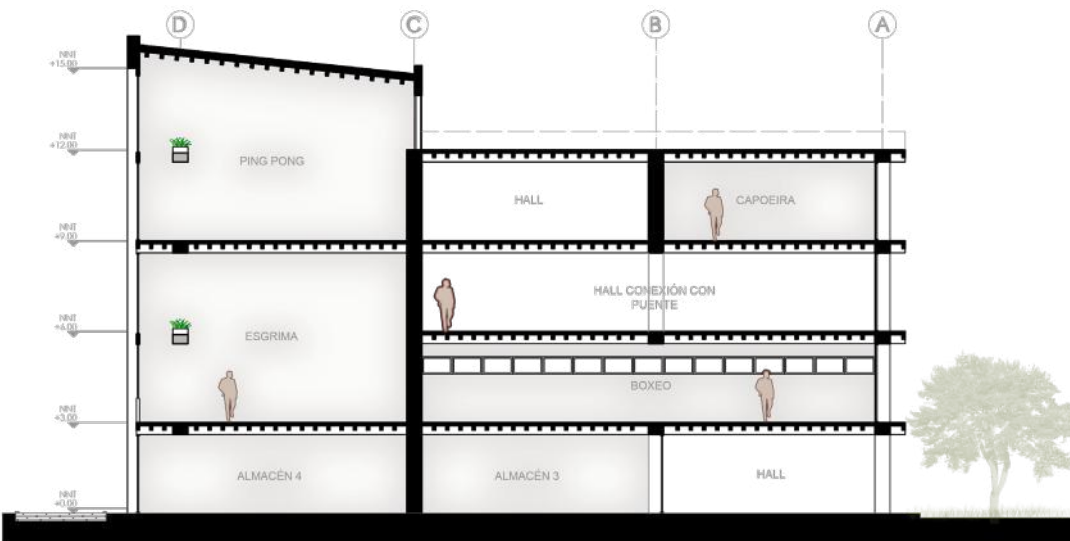 D
C
B
A
NNT
+15.00
NNT
+12.00
PING PONG
HALL
CAPOEIRA
NNT
+9.00
HALL CONEXIÓN CON
PUENTE
NNT
+6.00
ESGRIMA
BOXEO
NNT
+3.00
ALMACÉN 4
ALMACÉN 3
HALL
NNT
+0.00